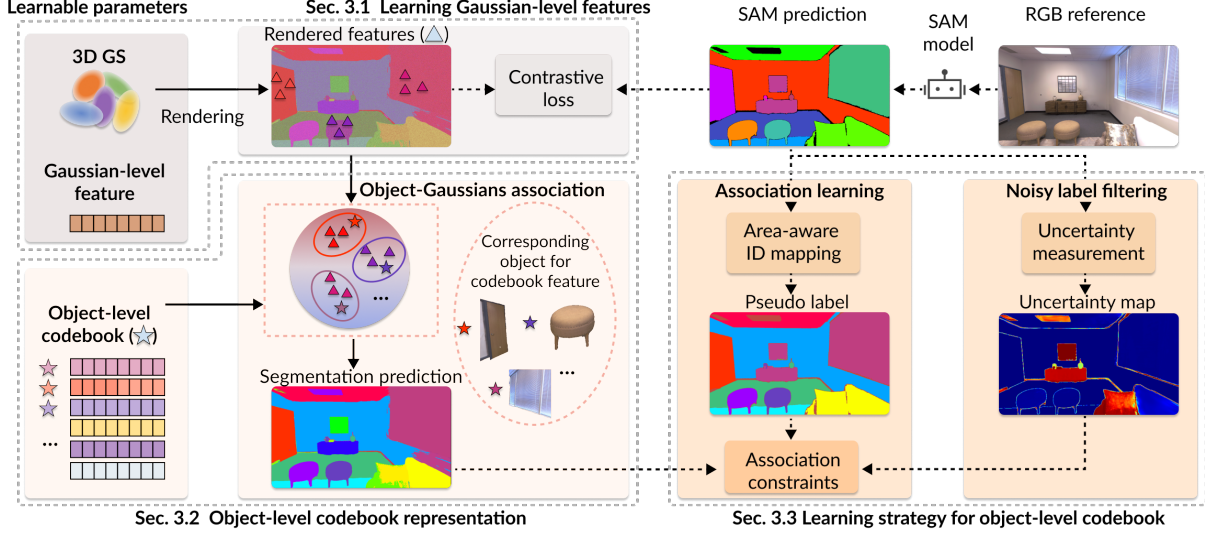 Learnable parameters
Sec. 3.1 Learning Gaussian-level features
3D GS
Rendering
Gaussian-level
feature
Rendered features (△)
Contrastive
loss
SAM prediction
SAM
model
RGB reference
Object-level
codebook (☆)
...
Object-Gaussians association
...
Corresponding
object for
codebook feature
...
Segmentation prediction
Sec. 3.2 Object-level codebook representation
Association learning
Area-aware
ID mapping
Pseudo label
Association
constraints
Noisy label filtering
Uncertainty
measurement
Uncertainty map
Sec. 3.3 Learning strategy for object-level codebook